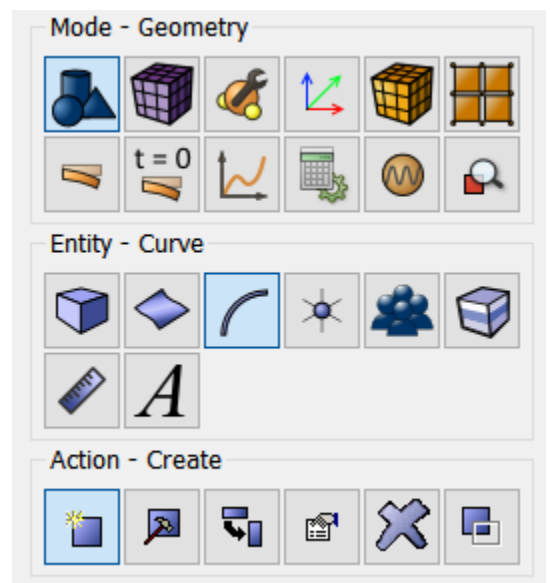 Mode - Geometry
t = 0
Entity - Curve
A
Action - Create